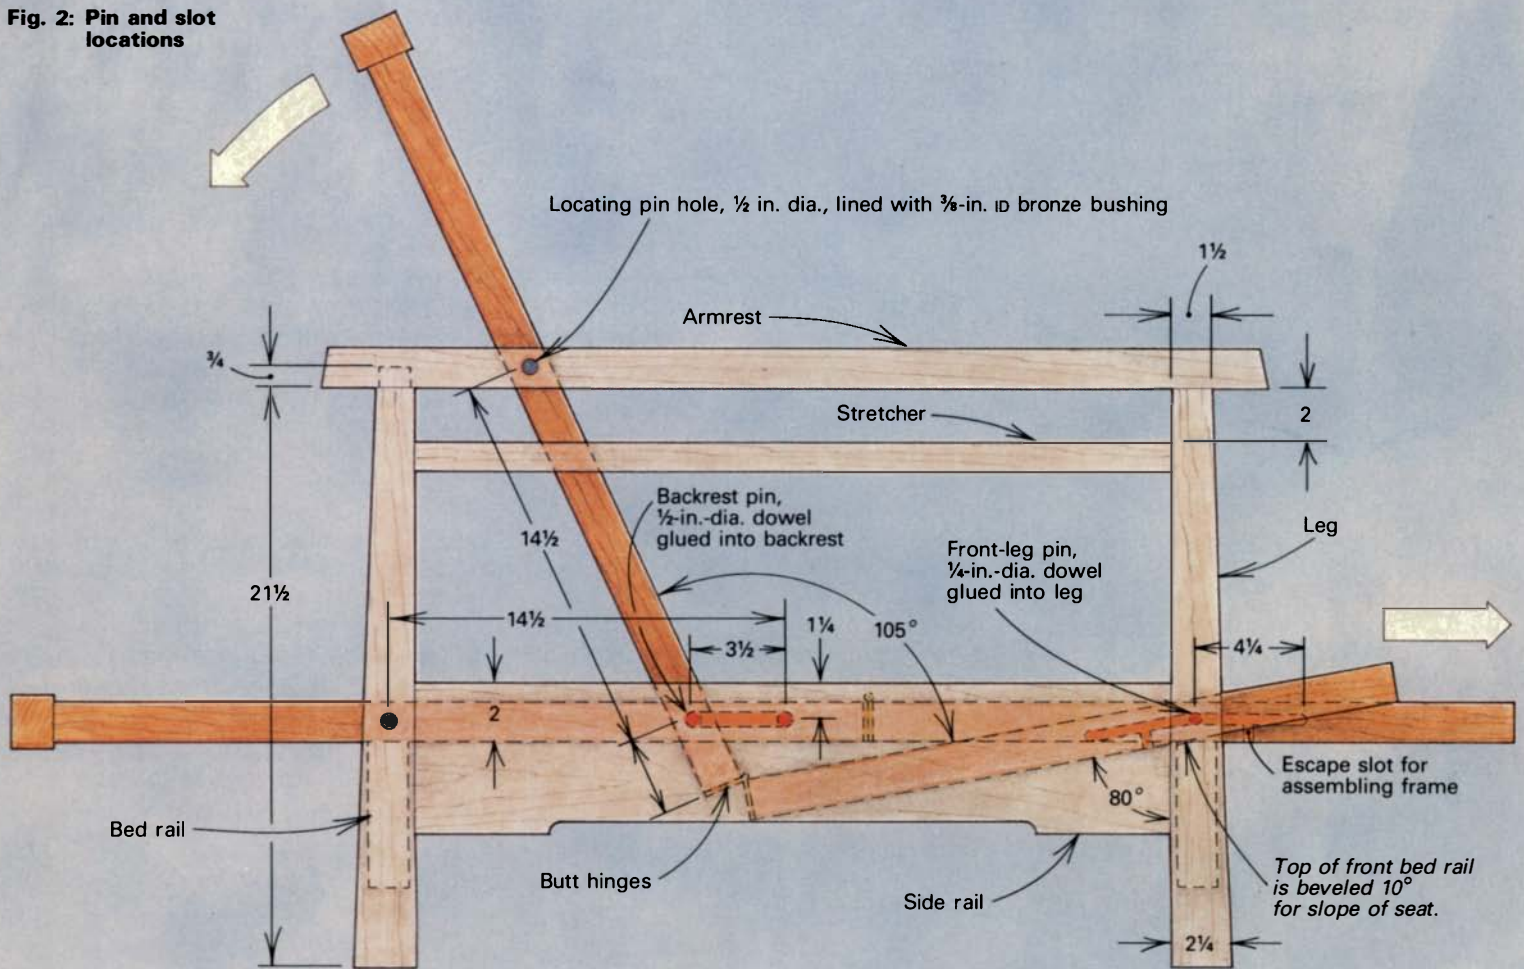 Fig. 2: Pin and slot
locations
Locating pin hole, ½ in. dia., lined with ⅜-in. ID bronze bushing
1½
Armrest
¾
Stretcher
2
Backrest pin,
½-in.-dia. dowel
glued into backrest
14½
Leg
Front-leg pin,
¼-in.-dia. dowel
glued into leg
21½
14½
1¼
105°
3½
4¼
2
Escape slot for
assembling frame
80°
Bed rail
Butt hinges
Side rail
Top of front bed rail
is beveled 10°
for slope of seat.
2¼